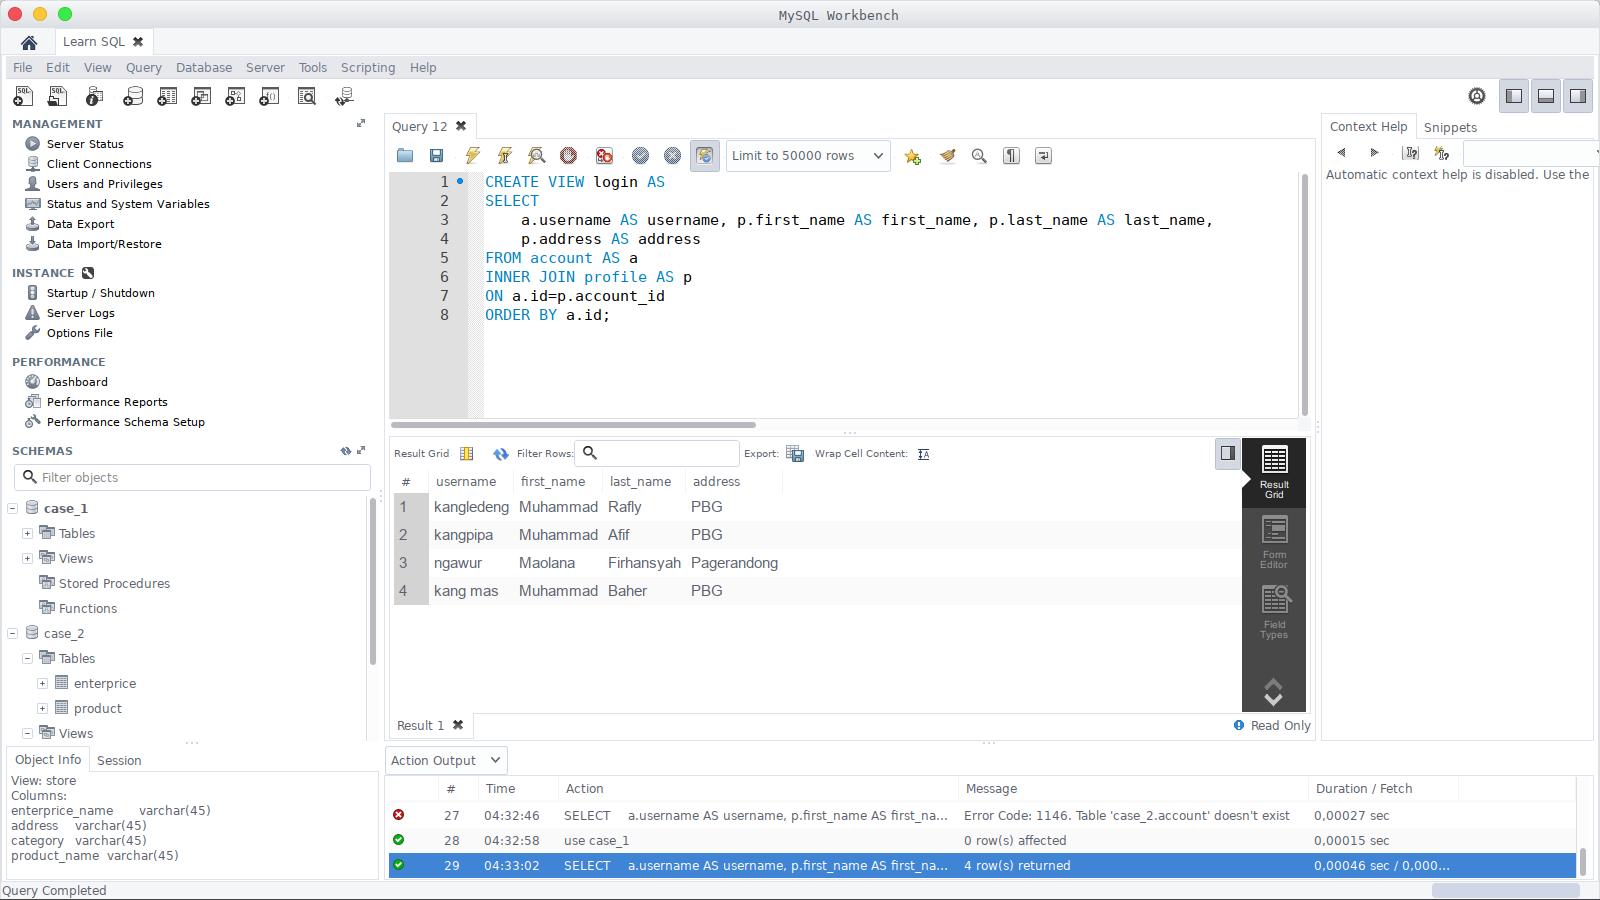 MySQL Workbench
Learn SQL
File Edit View Query Database Server Tools Scripting Help
MANAGEMENT
Server Status
Client Connections
Users and Privileges
Status and System Variables
Data Export
Data Import/Restore
INSTANCE
Startup / Shutdown
Server Logs
Options File
PERFORMANCE
Dashboard
Performance Reports
Performance Schema Setup
SCHEMAS
Filter objects
case_1
Tables
Views
Stored Procedures
Functions
case_2
Tables
enterprice
product
Views
Object Info Session
View: store
Columns:
enterprice_name varchar(45)
address varchar(45)
category varchar(45)
product_name varchar(45)
Query 12
Limit to 50000 rows
1 CREATE VIEW login AS
2 SELECT
3 a.username AS username, p.first_name AS first_name, p.last_name AS last_name,
4 p.address AS address
5 FROM account AS a
6 INNER JOIN profile AS p
7 ON a.id=p.account_id
8 ORDER BY a.id;
Result Grid Filter Rows: Export: Wrap Cell Content:
# username first_name last_name address
1 kangledeng Muhammad Rafly PBG
2 kangpipa Muhammad Afif PBG
3 ngawur Maolana Firhansyah Pagerandong
4 kang mas Muhammad Baher PBG
Result
Grid
Form
Editor
Field
Types
Result 1
Read Only
Context Help Snippets
Automatic context help is disabled. Use the
Action Output
# Time Action Message Duration / Fetch
27 04:32:46 SELECT a.username AS username, p.first_name AS first_na... Error Code: 1146. Table 'case_2.account' doesn't exist 0,00027 sec
28 04:32:58 use case_1 0 row(s) affected 0,00015 sec
29 04:33:02 SELECT a.username AS username, p.first_name AS first_na... 4 row(s) returned 0,00046 sec / 0,000...
Query Completed